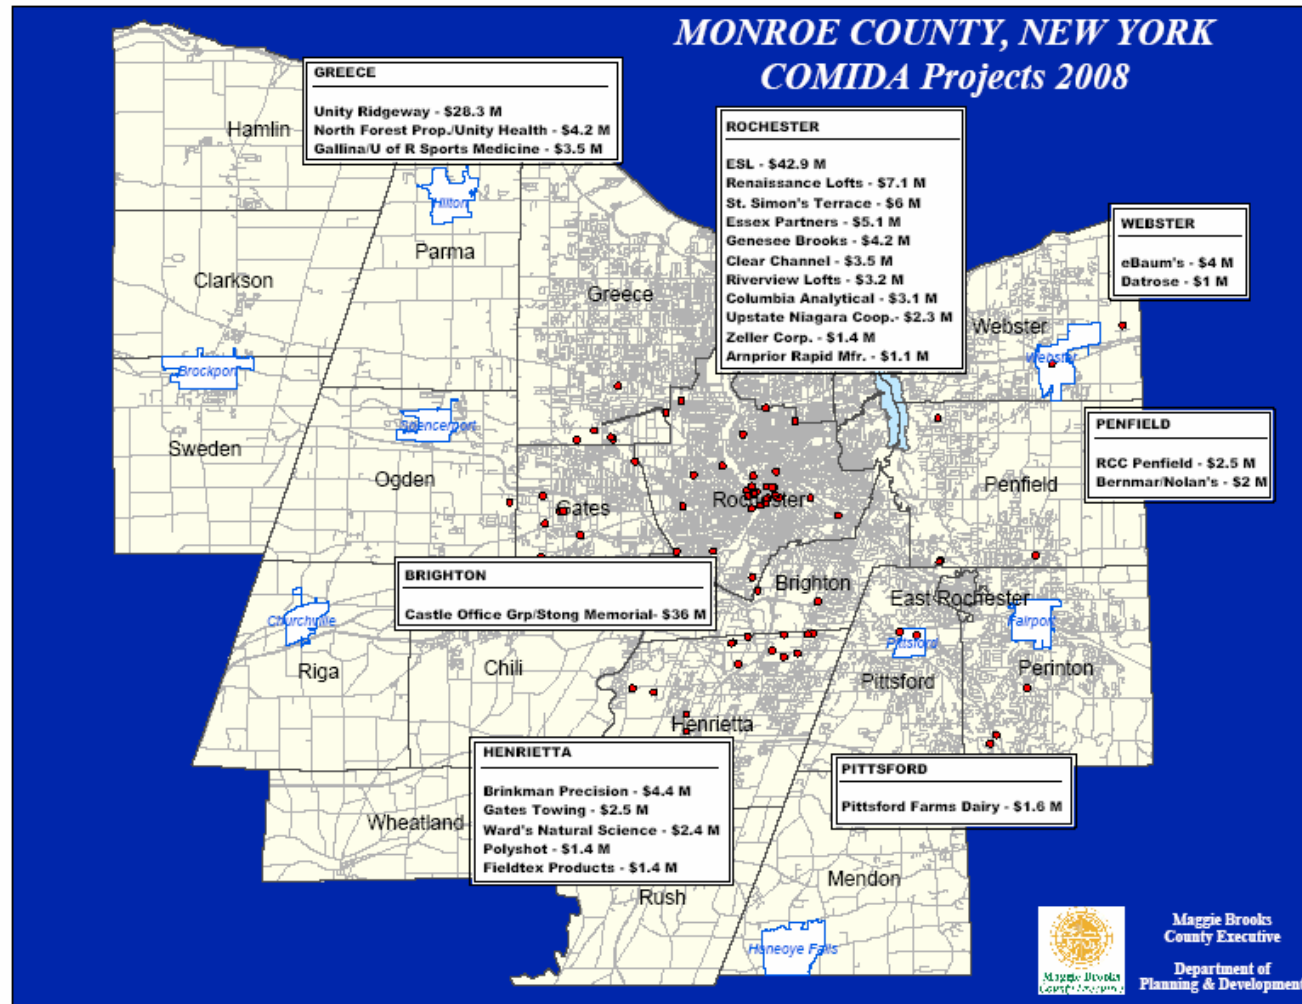 MONROE COUNTY, NEW YORK
COMIDA Projects 2008
GREECE
Unity Ridgeway - $28.3 M
North Forest Prop./Unity Health - $4.2 M
Gallina/U of R Sports Medicine - $3.5 M
ROCHESTER
ESL - $42.9 M
Renaissance Lofts - $7.1 M
St. Simon's Terrace - $6 M
Essex Partners - $5.1 M
Genesee Brooks - $4.2 M
Clear Channel - $3.5 M
Riverview Lofts - $3.2 M
Columbia Analytical - $3.1 M
Upstate Niagara Coop.- $2.3 M
Zeller Corp. - $1.4 M
Arnprior Rapid Mfr. - $1.1 M
WEBSTER
eBaum's - $4 M
Datrose - $1 M
PENFIELD
RCC Penfield - $2.5 M
Bernmar/Nolan's - $2 M
BRIGHTON
Castle Office Grp/Stong Memorial- $36 M
HENRIETTA
Brinkman Precision - $4.4 M
Gates Towing - $2.5 M
Ward's Natural Science - $2.4 M
Polyshot - $1.4 M
Fieldtex Products - $1.4 M
PITTSFORD
Pittsford Farms Dairy - $1.6 M
Hamlin
Hilton
Parma
Clarkson
Greece
Webster
Webster
Brockport
Spencerport
Sweden
Ogden
Gates
Rochester
Penfield
Brighton
East Rochester
Churchville
Fairport
Pittsford
Riga
Chili
Perinton
Pittsford
Henrietta
Wheatland
Mendon
Rush
Honeoye Falls
Maggie Brooks
County Executive
Maggie Brooks
County Executive
Department of
Planning & Development